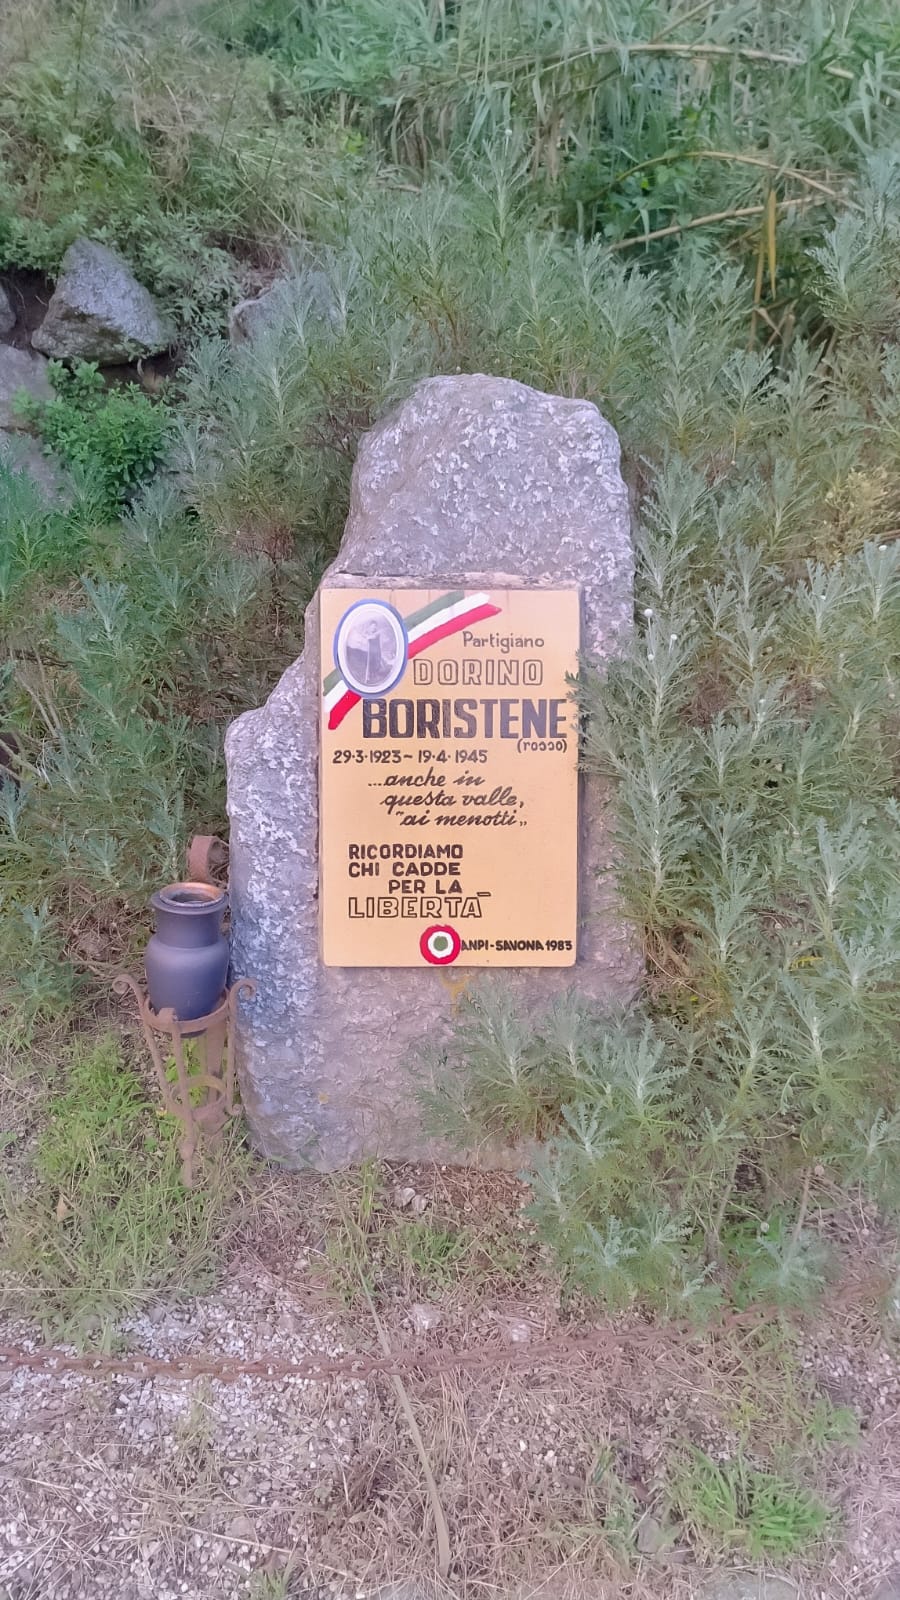 Partigiano
DORINO
BORISTENE
(rosso)
29·3·1923~19·4·1945
...anche in
questa valle,
"ai menotti„
RICORDIAMO
CHI CADDE
PER LA
LIBERTÀ
ANPI-SAVONA 1983